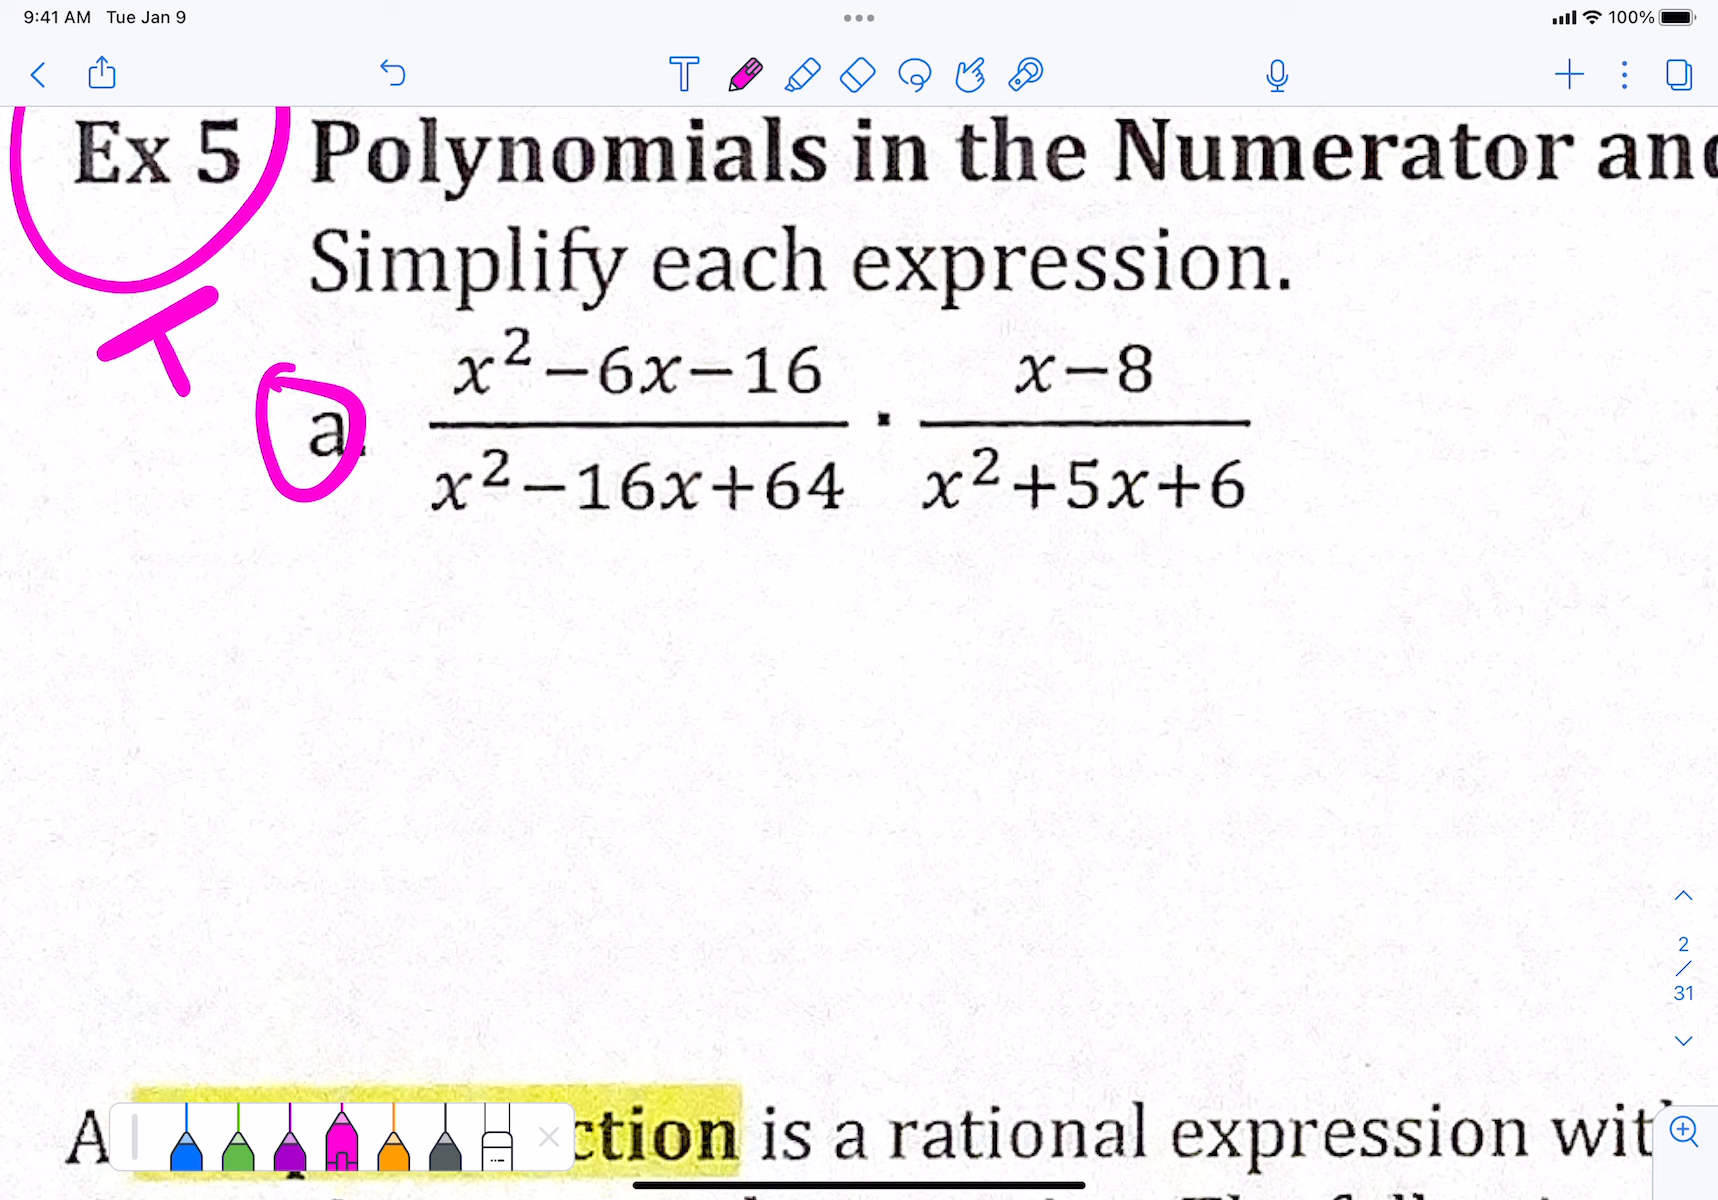 9:41 AM Tue Jan 9 100%
Ex 5 Polynomials in the Numerator and
Simplify each expression.
a. x²−6x−16 / x²−16x+64 · x−8 / x²+5x+6
2
/
31
A ction is a rational expression with